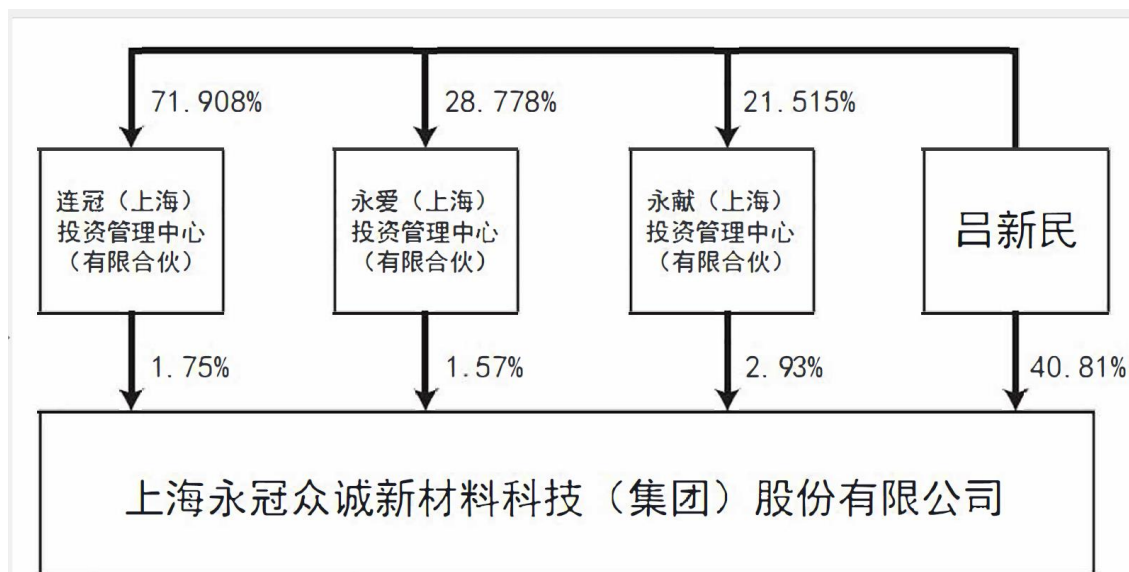 71.908%
28.778%
21.515%
连冠（上海）
投资管理中心
（有限合伙）
永爱（上海）
投资管理中心
（有限合伙）
永献（上海）
投资管理中心
（有限合伙）
吕新民
1.75%
1.57%
2.93%
40.81%
上海永冠众诚新材料科技（集团）股份有限公司